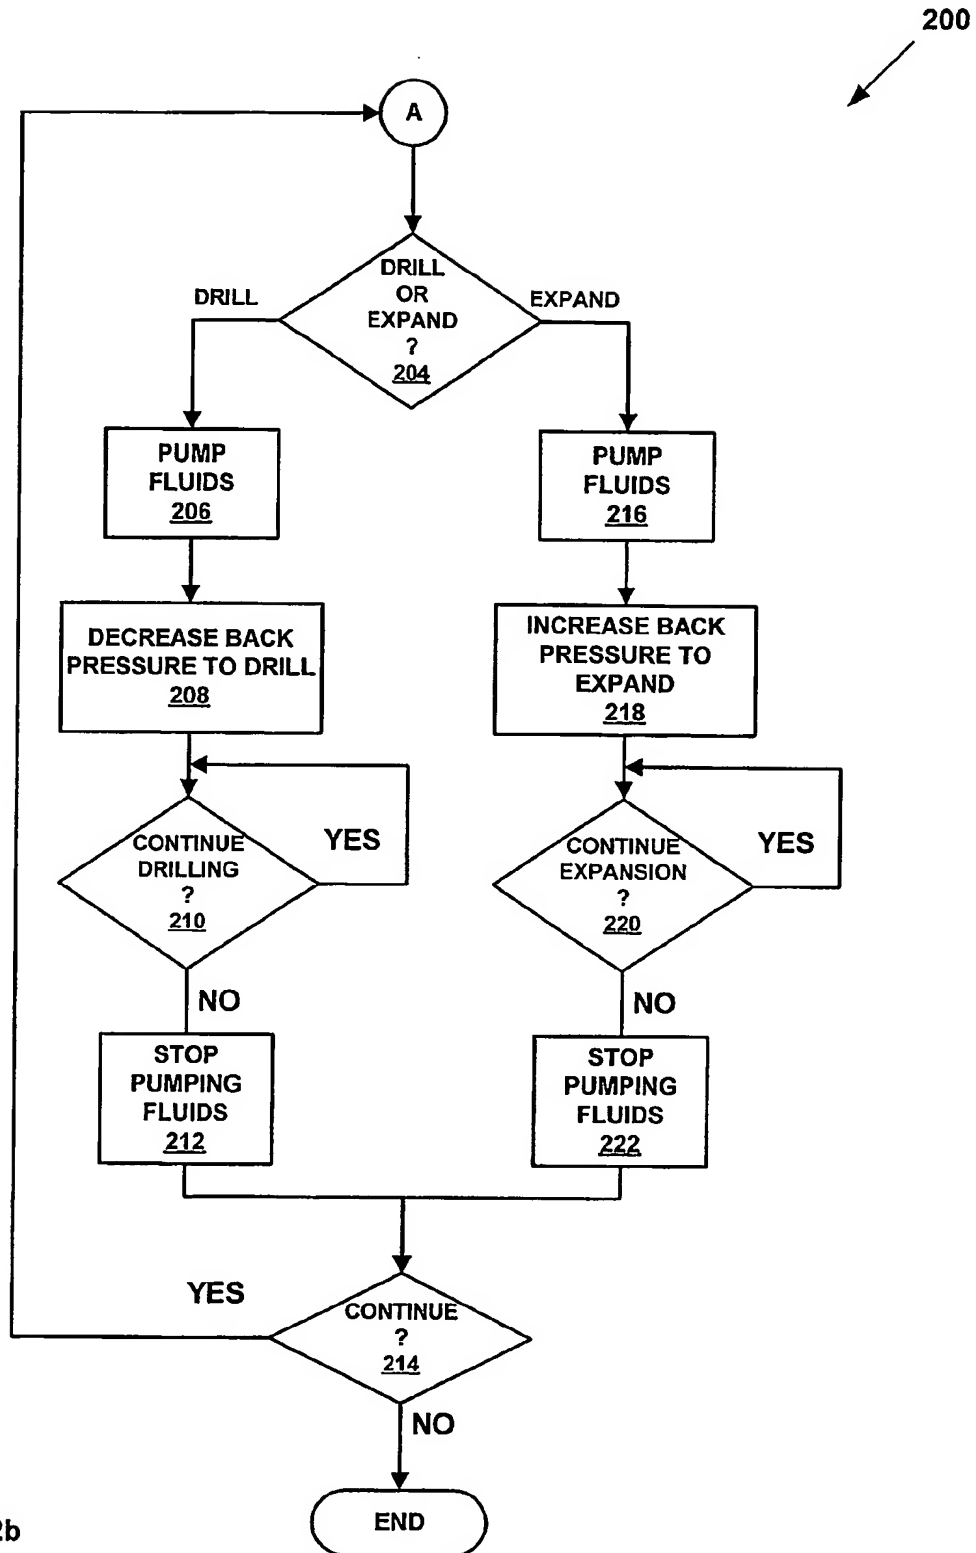 200
A
DRILL
OR
EXPAND
?
204
DRILL
EXPAND
PUMP
FLUIDS
206
PUMP
FLUIDS
216
DECREASE BACK
PRESSURE TO DRILL
208
INCREASE BACK
PRESSURE TO
EXPAND
218
CONTINUE
DRILLING
?
210
YES
CONTINUE
EXPANSION
?
220
YES
NO
NO
STOP
PUMPING
FLUIDS
212
STOP
PUMPING
FLUIDS
222
YES
CONTINUE
?
214
NO
END
2b